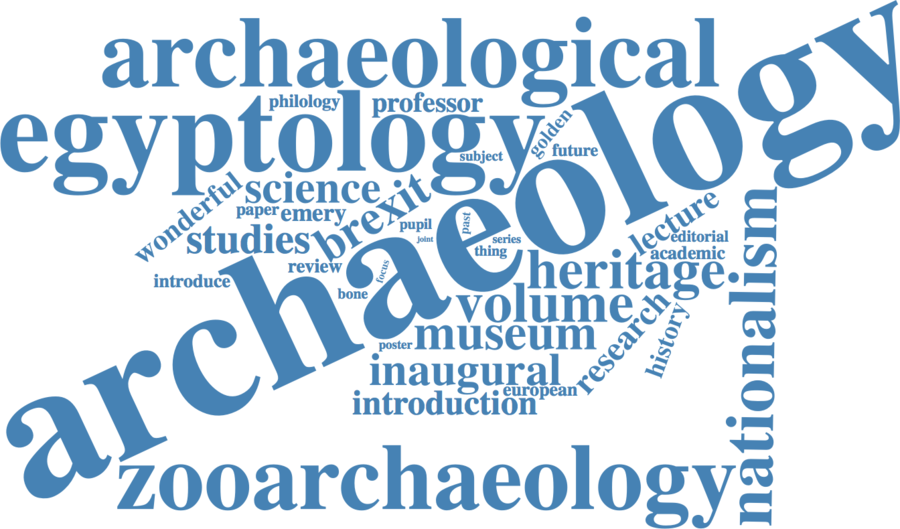 archaeological
philology
professor
egyptology
golden
subject
future
archaeology
wonderful
science
paper
emery
brexit
pupil
past
studies
joint
series
thing
lecture
editorial
academic
review
focus
introduce
bone
heritage
volume
nationalism
museum
poster
research
history
inaugural
european
introduction
zooarchaeology